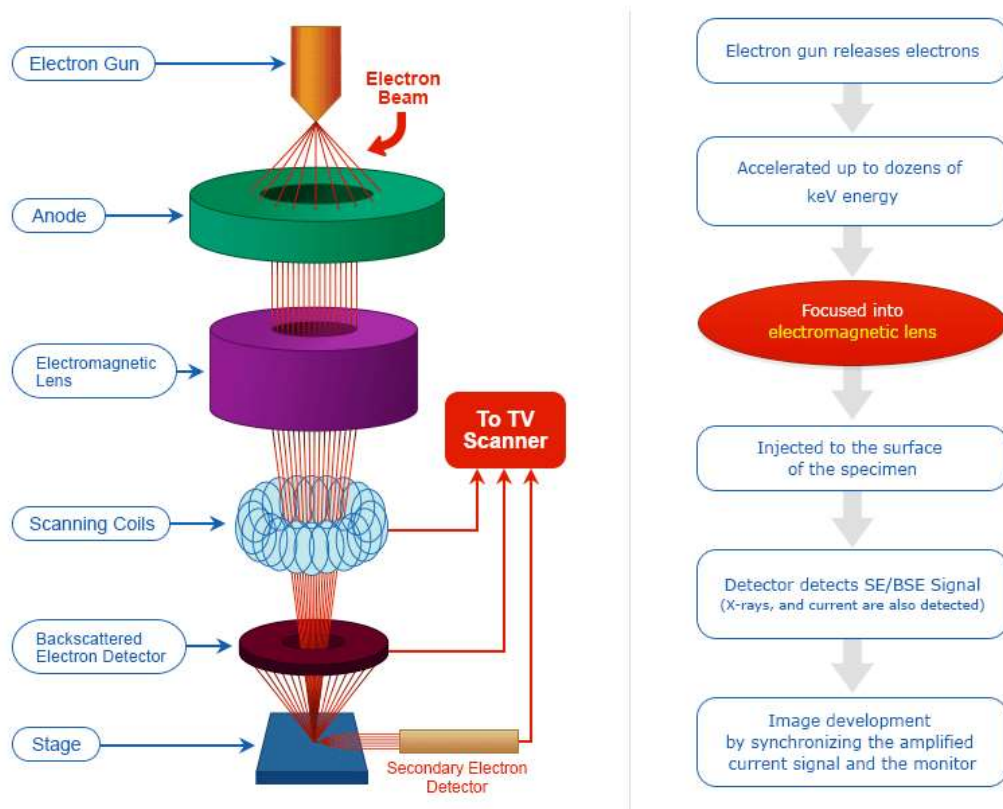 Electron Gun
Electron
Beam
Anode
Electromagnetic
Lens
To TV
Scanner
Scanning Coils
Backscattered
Electron Detector
Stage
Secondary Electron
Detector
Electron gun releases electrons
Accelerated up to dozens of
keV energy
Focused into
electromagnetic lens
Injected to the surface
of the specimen
Detector detects SE/BSE Signal
(X-rays, and current are also detected)
Image development
by synchronizing the amplified
current signal and the monitor